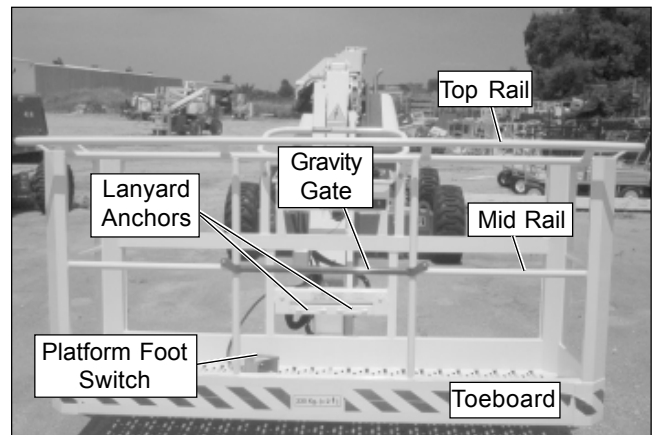 Top Rail
Gravity
Gate
Lanyard
Anchors
Mid Rail
Platform Foot
Switch
Toeboard